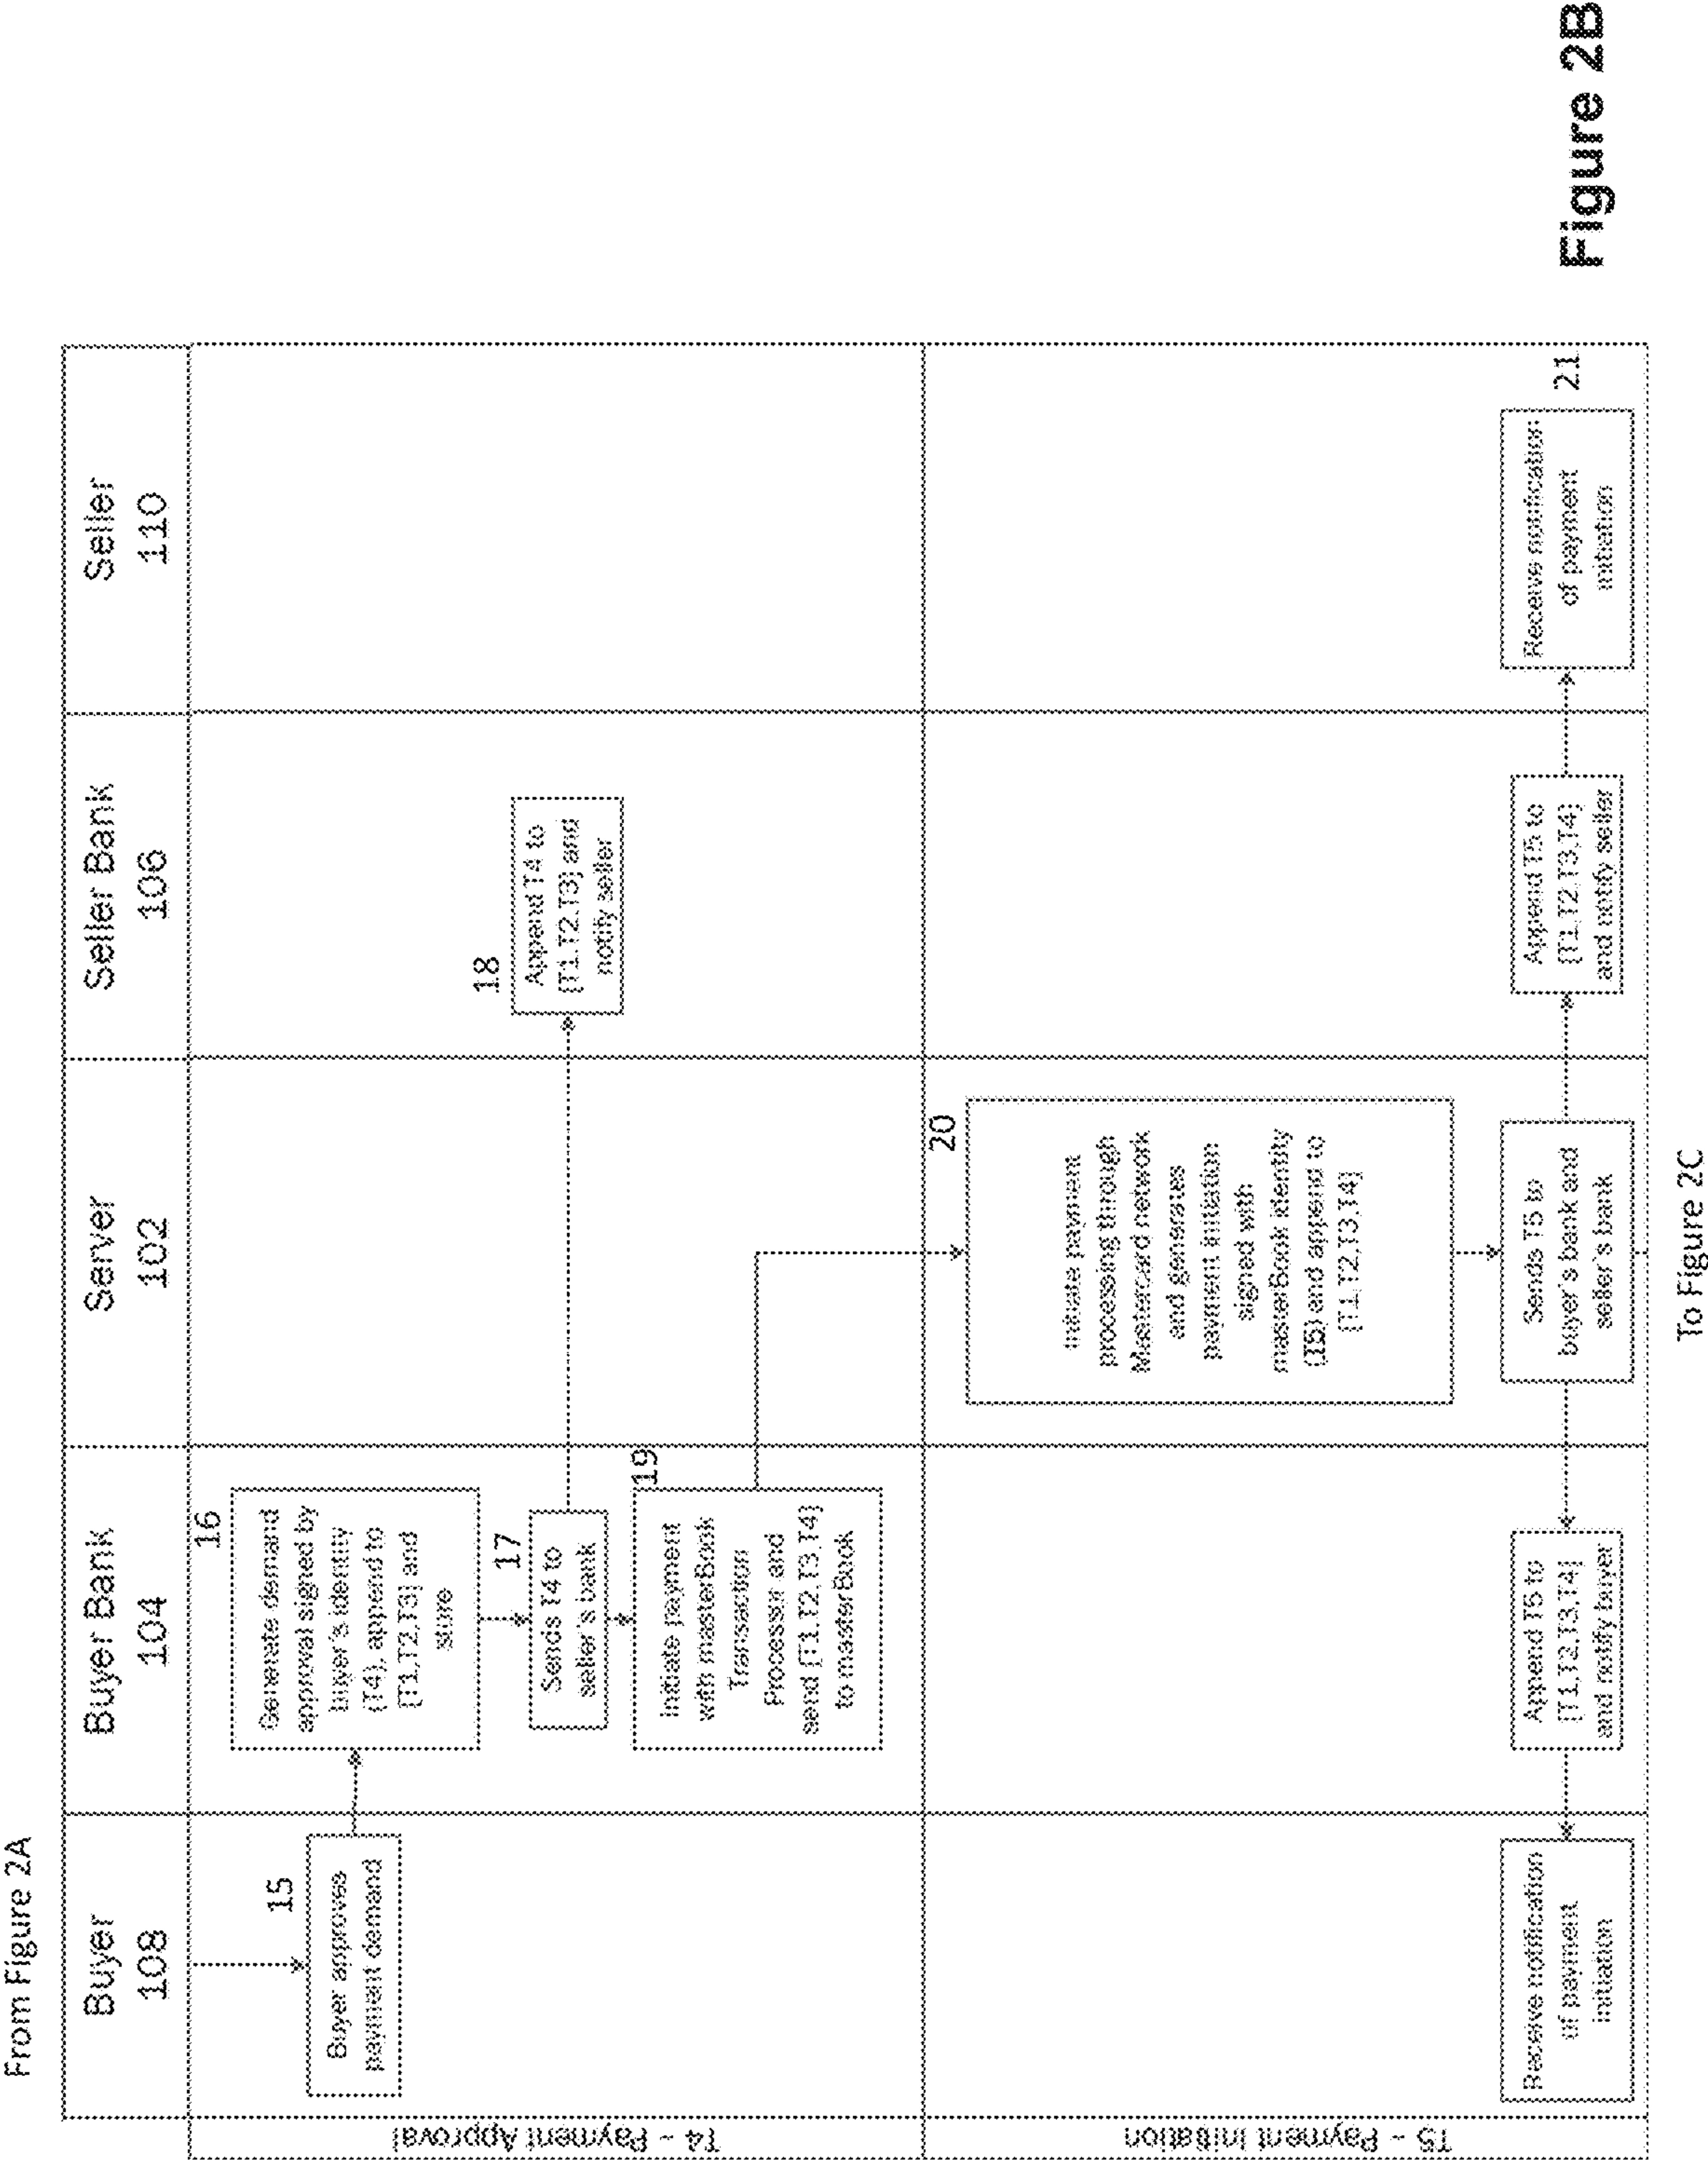 From Figure 2A
Buyer
108
Buyer Bank
104
Server
102
Seller Bank
106
Seller
110
T4 - Payment Approval
15
Buyer approves
payment demand
16
Generate demand
approval signed by
buyer's identity
(T4), append to
[T1,T2,T3] and
store
17
Sends T4 to
seller's bank
18
Append T4 to
[T1,T2,T3] and
notify seller
19
Initiate payment
with masterBook
Transaction
Processor and
send [T1,T2,T3,T4]
to masterBook
T5 - Payment Initiation
20
Initiate payment
processing through
Mastercard network
and generates
payment initiation
signed with
masterBook identity
(T5) and append to
[T1,T2,T3,T4]
Receive notification
of payment
initiation
Append T5 to
[T1,T2,T3,T4]
and notify buyer
Sends T5 to
buyer's bank and
seller's bank
Append T5 to
[T1,T2,T3,T4]
and notify seller
Receive notification
of payment
initiation
21
To Figure 2C
Figure 2B